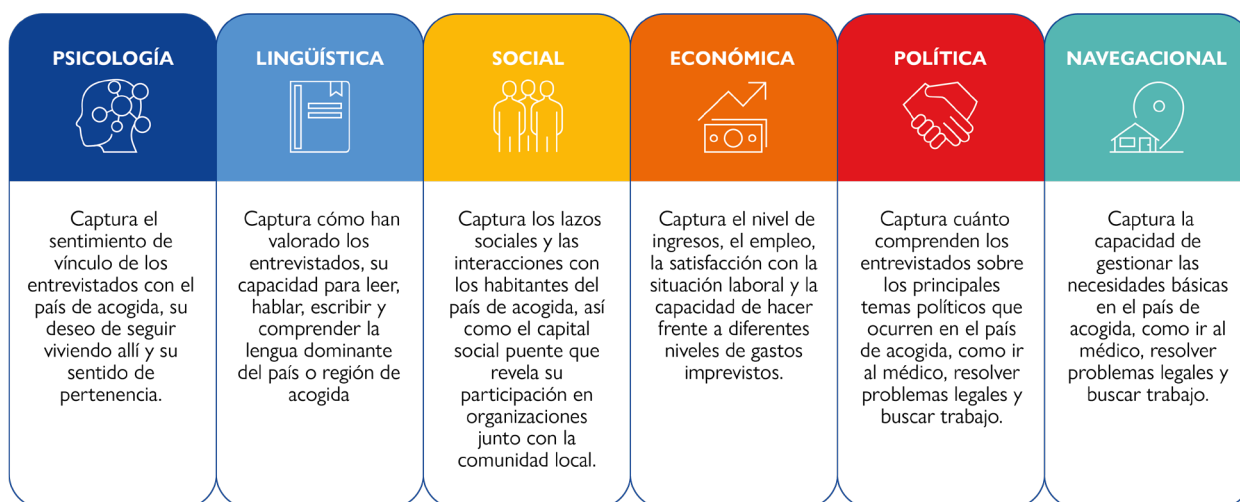 PSICOLOGÍA
Captura el
sentimiento de
vínculo de los
entrevistados con el
país de acogida, su
deseo de seguir
viviendo allí y su
sentido de
pertenencia.
LINGÜÍSTICA
Captura cómo han
valorado los
entrevistados, su
capacidad para leer,
hablar, escribir y
comprender la
lengua dominante
del país o región de
acogida
SOCIAL
Captura los lazos
sociales y las
interacciones con
los habitantes del
país de acogida, así
como el capital
social puente que
revela su
participación en
organizaciones
junto con la
comunidad local.
ECONÓMICA
Captura el nivel de
ingresos, el empleo,
la satisfacción con la
situación laboral y la
capacidad de hacer
frente a diferentes
niveles de gastos
imprevistos.
POLÍTICA
Captura cuánto
comprenden los
entrevistados sobre
los principales
temas políticos que
ocurren en el país
de acogida, como ir
al médico, resolver
problemas legales y
buscar trabajo.
NAVEGACIONAL
Captura la
capacidad de
gestionar las
necesidades básicas
en el país de
acogida, como ir al
médico, resolver
problemas legales y
buscar trabajo.